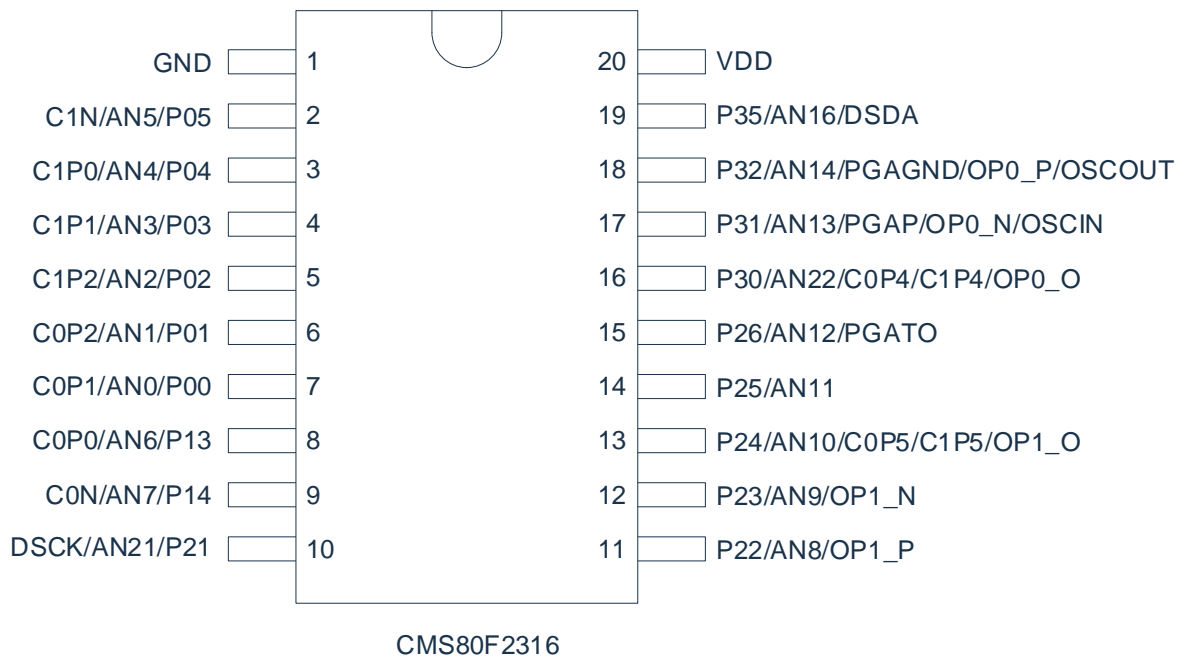 GND 1 20 VDD
C1N/AN5/P05 2 19 P35/AN16/DSDA
C1P0/AN4/P04 3 18 P32/AN14/PGAGND/OP0_P/OSCOUT
C1P1/AN3/P03 4 17 P31/AN13/PGAP/OP0_N/OSCIN
C1P2/AN2/P02 5 16 P30/AN22/C0P4/C1P4/OP0_O
C0P2/AN1/P01 6 15 P26/AN12/PGATO
C0P1/AN0/P00 7 14 P25/AN11
C0P0/AN6/P13 8 13 P24/AN10/C0P5/C1P5/OP1_O
C0N/AN7/P14 9 12 P23/AN9/OP1_N
DSCK/AN21/P21 10 11 P22/AN8/OP1_P
CMS80F2316